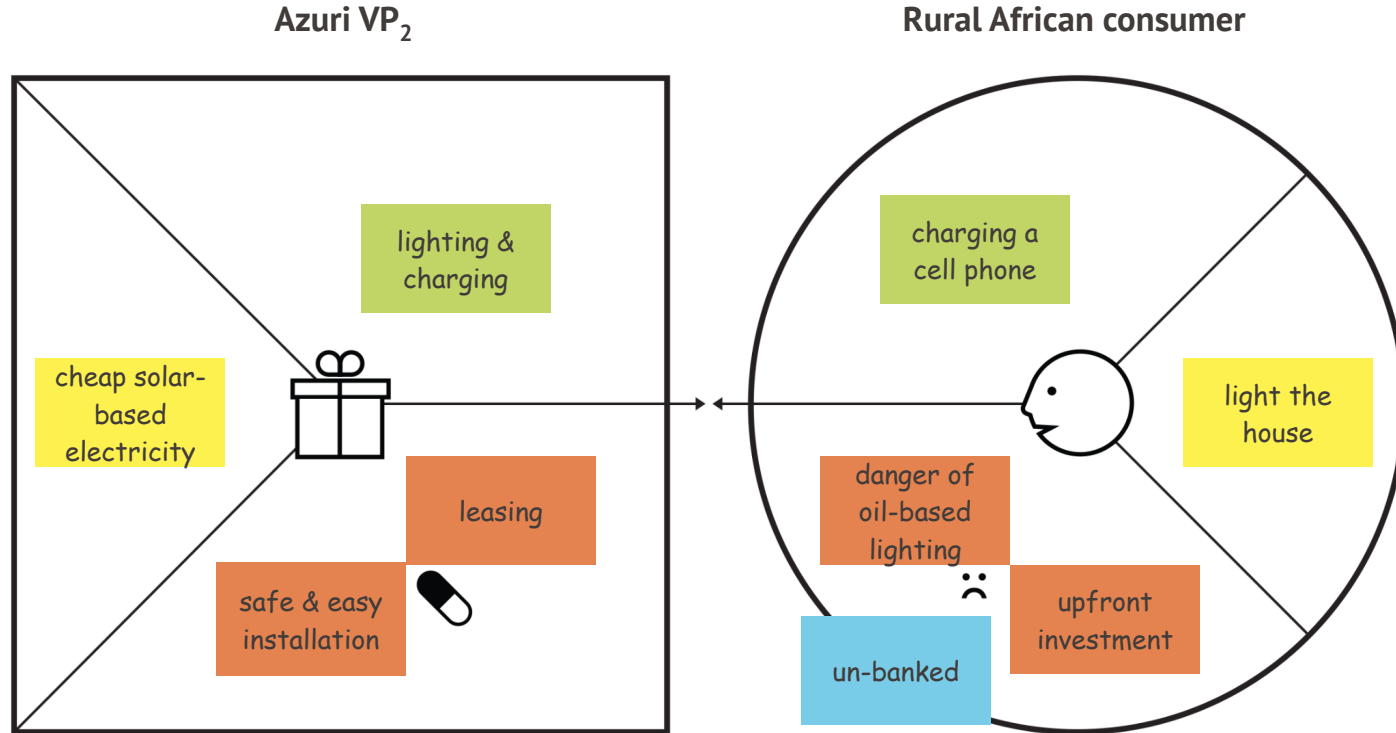 Azuri VP₂
Rural African consumer
lighting &
charging
cheap solar-
based
electricity
leasing
safe & easy
installation
charging a
cell phone
light the
house
danger of
oil-based
lighting
upfront
investment
un-banked